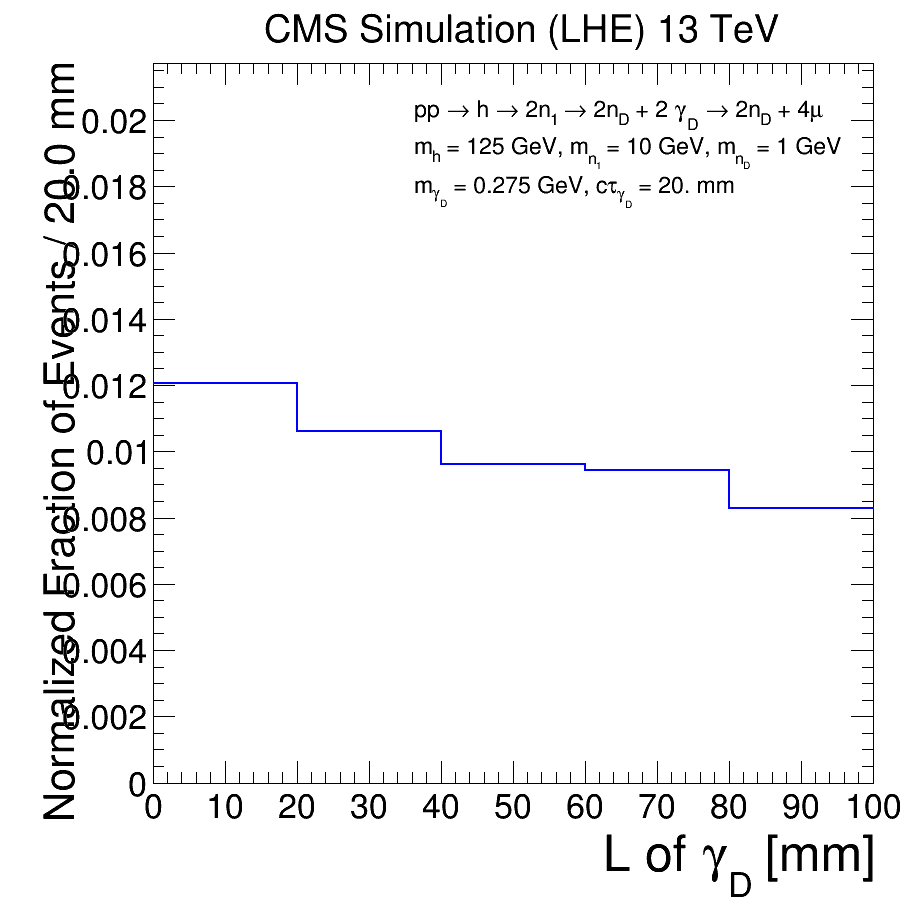 CMS Simulation (LHE) 13 TeV
pp → h → 2n₁ → 2n_D + 2 γ_D → 2n_D + 4μ
m_h = 125 GeV, m_n₁ = 10 GeV, m_n_D = 1 GeV
m_γ_D = 0.275 GeV, cτ_γ_D = 20. mm
Normalized Fraction of Events / 20.0 mm
0.02
0.018
0.016
0.014
0.012
0.01
0.008
0.006
0.004
0.002
0
0 10 20 30 40 50 60 70 80 90 100
L of γ_D [mm]